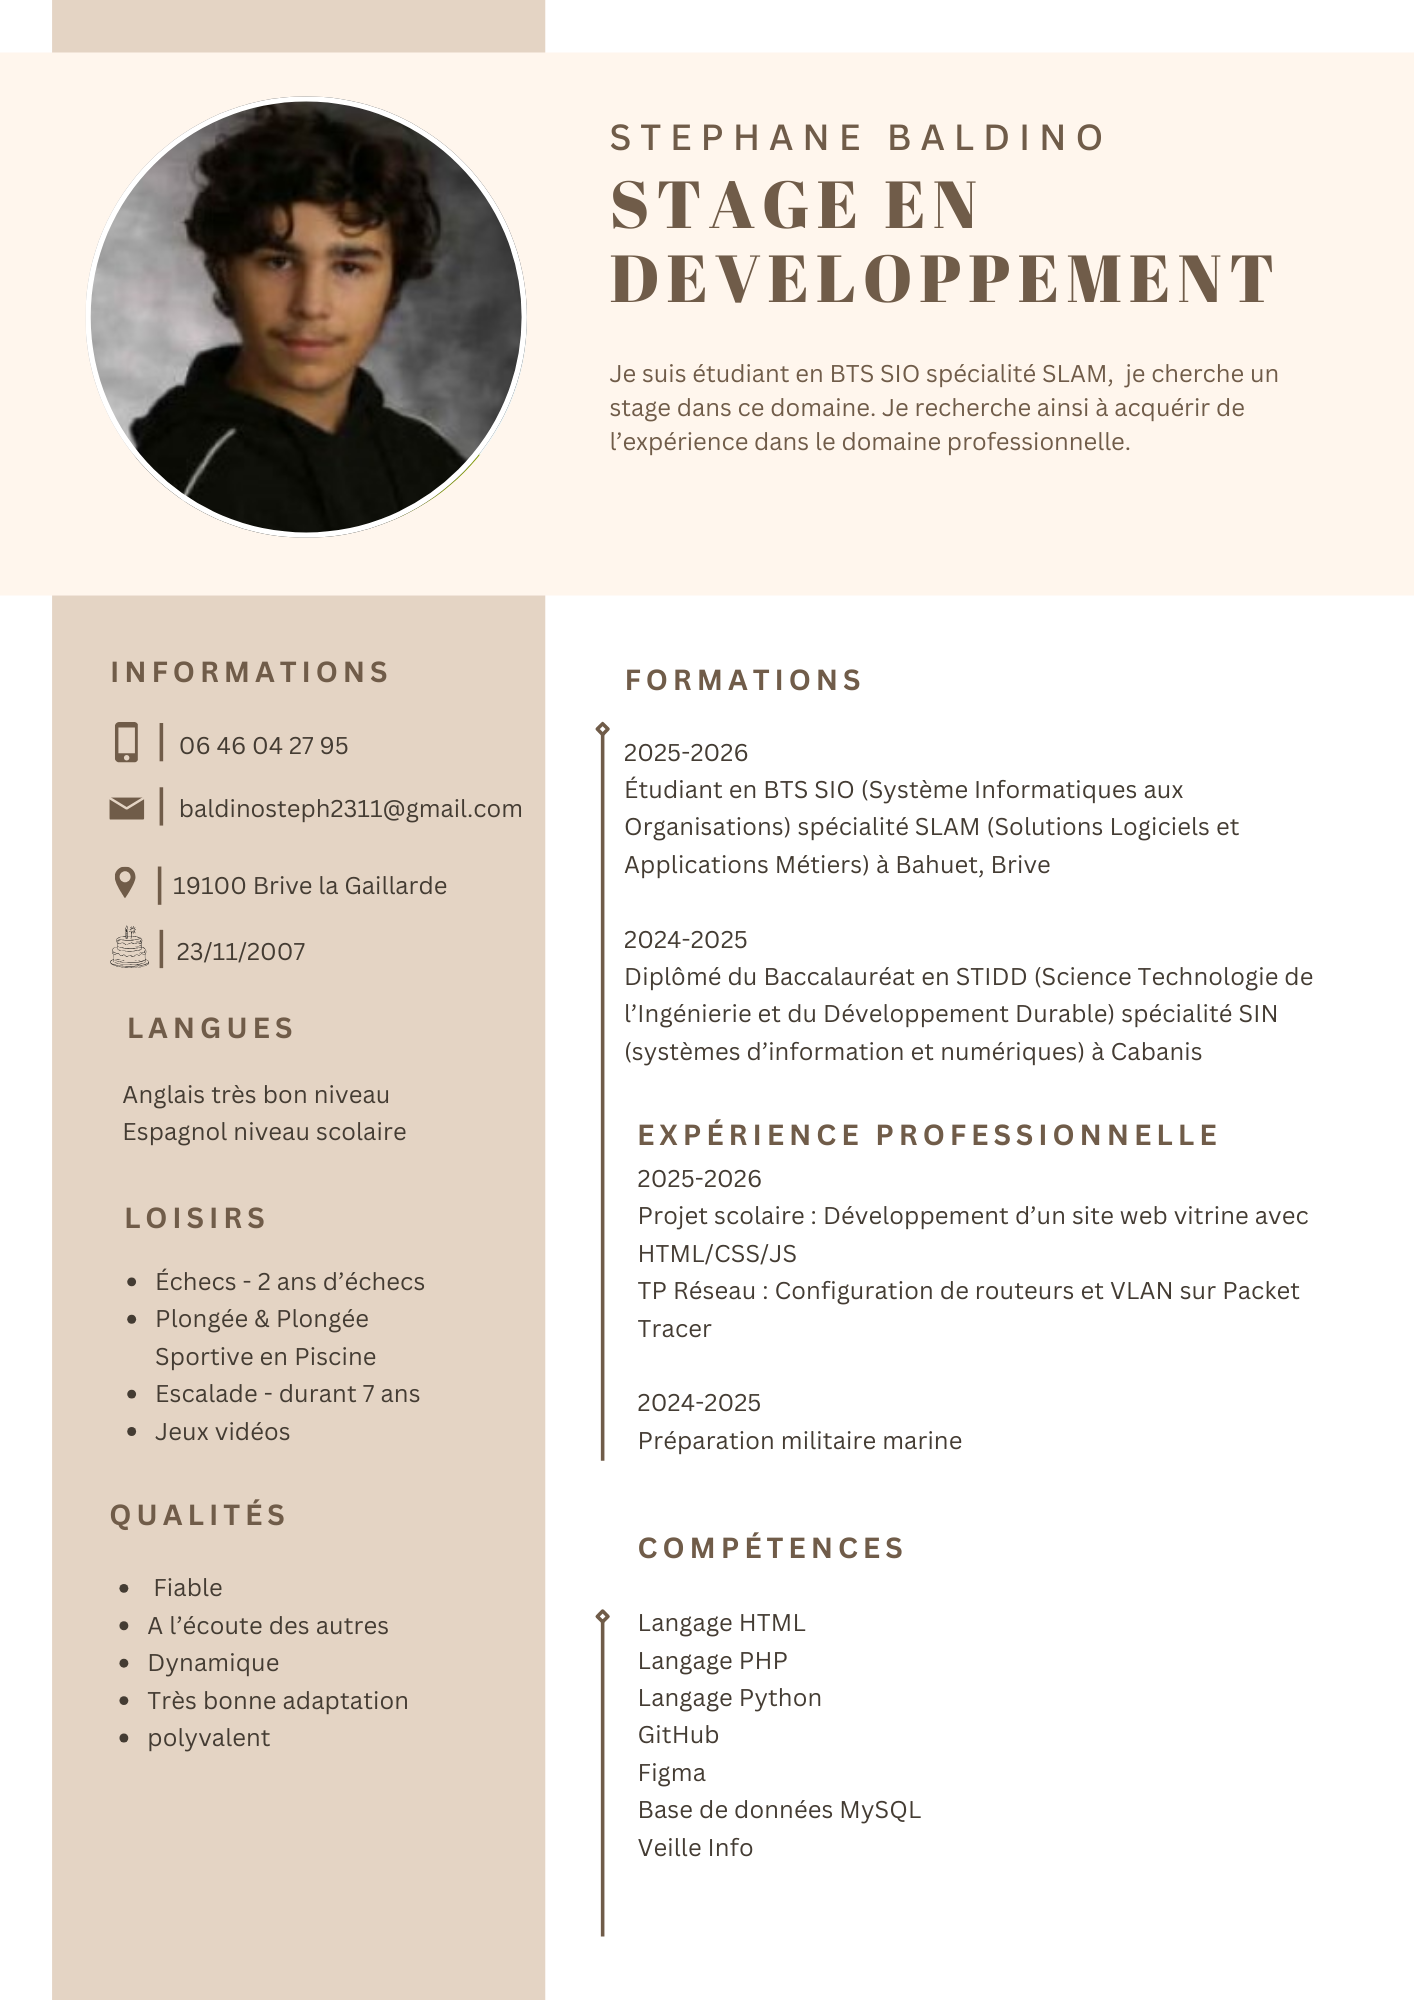 STEPHANE BALDINO
STAGE EN
DEVELOPPEMENT
Je suis étudiant en BTS SIO spécialité SLAM, je cherche un
stage dans ce domaine. Je recherche ainsi à acquérir de
l’expérience dans le domaine professionnelle.
INFORMATIONS
06 46 04 27 95
baldinosteph2311@gmail.com
19100 Brive la Gaillarde
23/11/2007
LANGUES
Anglais très bon niveau
Espagnol niveau scolaire
LOISIRS
Échecs - 2 ans d’échecs
Plongée & Plongée
Sportive en Piscine
Escalade - durant 7 ans
Jeux vidéos
QUALITÉS
Fiable
A l’écoute des autres
Dynamique
Très bonne adaptation
polyvalent
FORMATIONS
2025-2026
Étudiant en BTS SIO (Système Informatiques aux
Organisations) spécialité SLAM (Solutions Logiciels et
Applications Métiers) à Bahuet, Brive
2024-2025
Diplômé du Baccalauréat en STIDD (Science Technologie de
l’Ingénierie et du Développement Durable) spécialité SIN
(systèmes d’information et numériques) à Cabanis
EXPÉRIENCE PROFESSIONNELLE
2025-2026
Projet scolaire : Développement d’un site web vitrine avec
HTML/CSS/JS
TP Réseau : Configuration de routeurs et VLAN sur Packet
Tracer
2024-2025
Préparation militaire marine
COMPÉTENCES
Langage HTML
Langage PHP
Langage Python
GitHub
Figma
Base de données MySQL
Veille Info